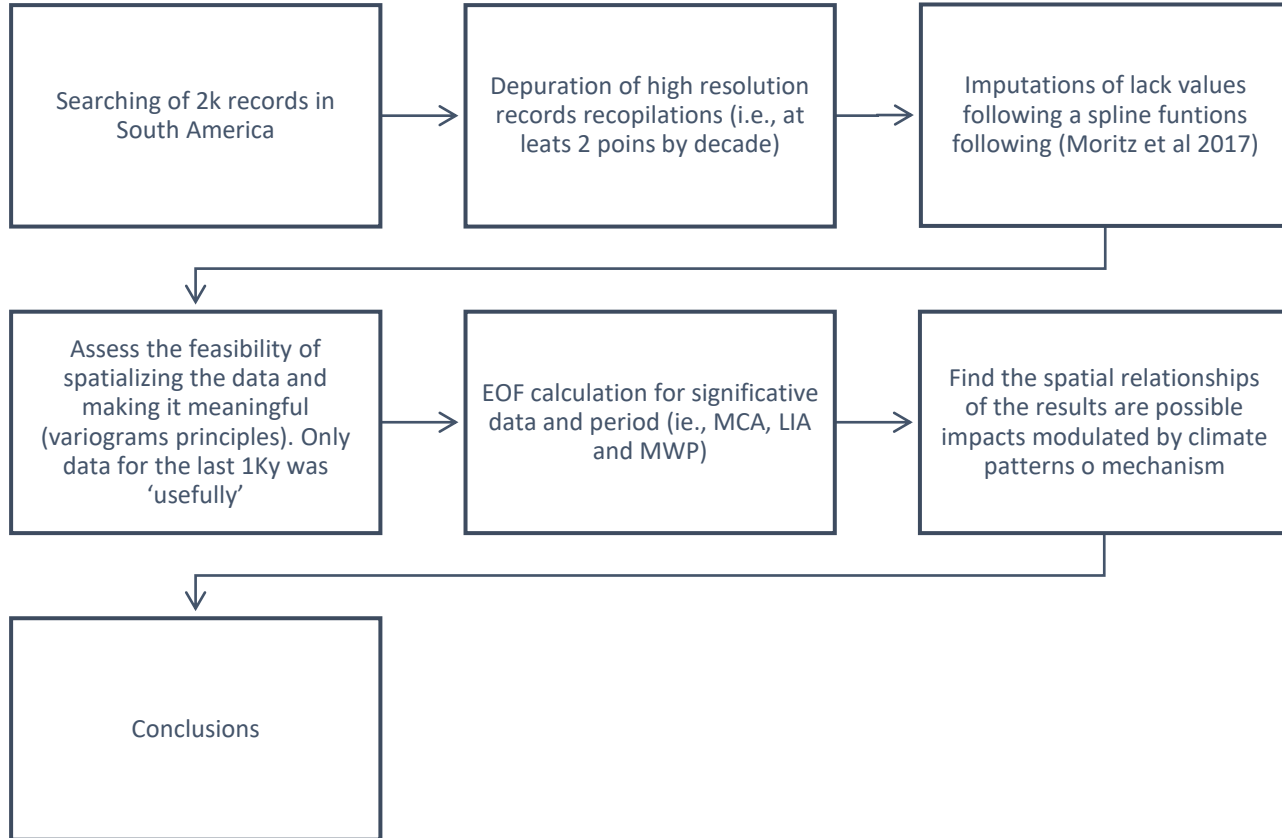 Searching of 2k records in
South America
Depuration of high resolution
records recopilations (i.e., at
leats 2 poins by decade)
Imputations of lack values
following a spline funtions
following (Moritz et al 2017)
Assess the feasibility of
spatializing the data and
making it meaningful
(variograms principles). Only
data for the last 1Ky was
‘usefully’
EOF calculation for significative
data and period (ie., MCA, LIA
and MWP)
Find the spatial relationships
of the results are possible
impacts modulated by climate
patterns o mechanism
Conclusions